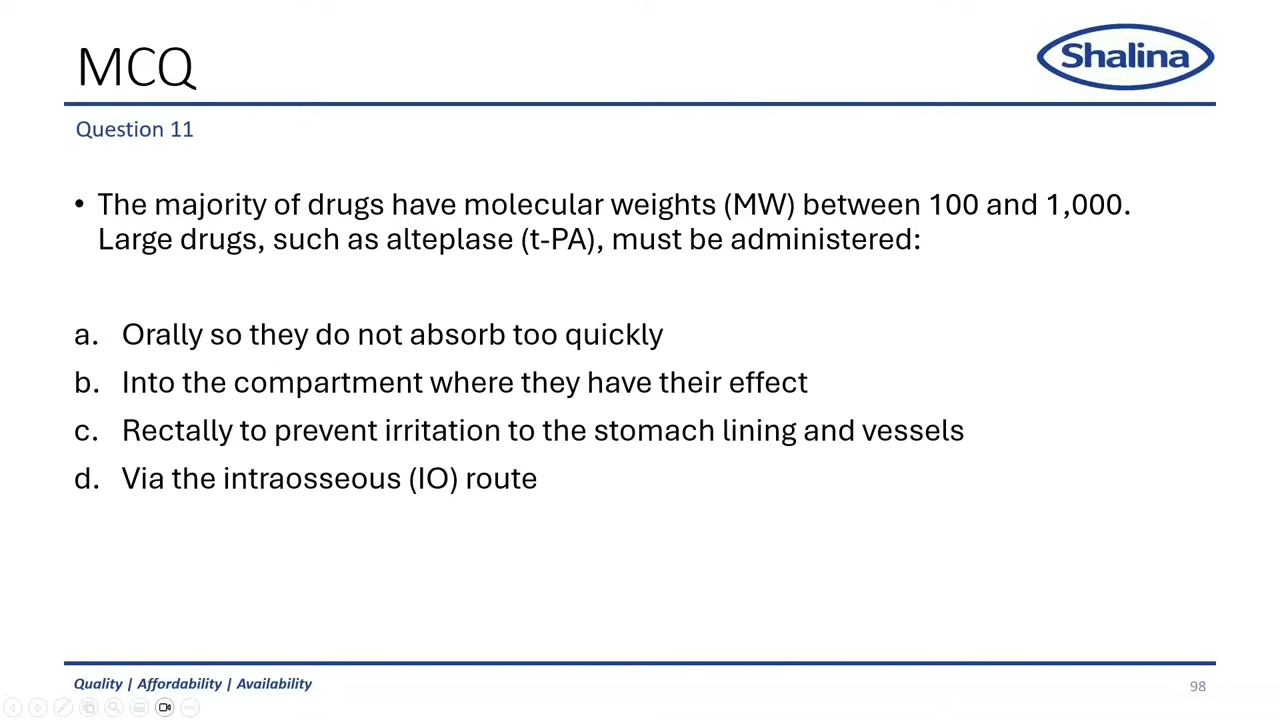 MCQ
Shalina
Question 11
• The majority of drugs have molecular weights (MW) between 100 and 1,000.
Large drugs, such as alteplase (t-PA), must be administered:
a. Orally so they do not absorb too quickly
b. Into the compartment where they have their effect
c. Rectally to prevent irritation to the stomach lining and vessels
d. Via the intraosseous (IO) route
Quality | Affordability | Availability
98